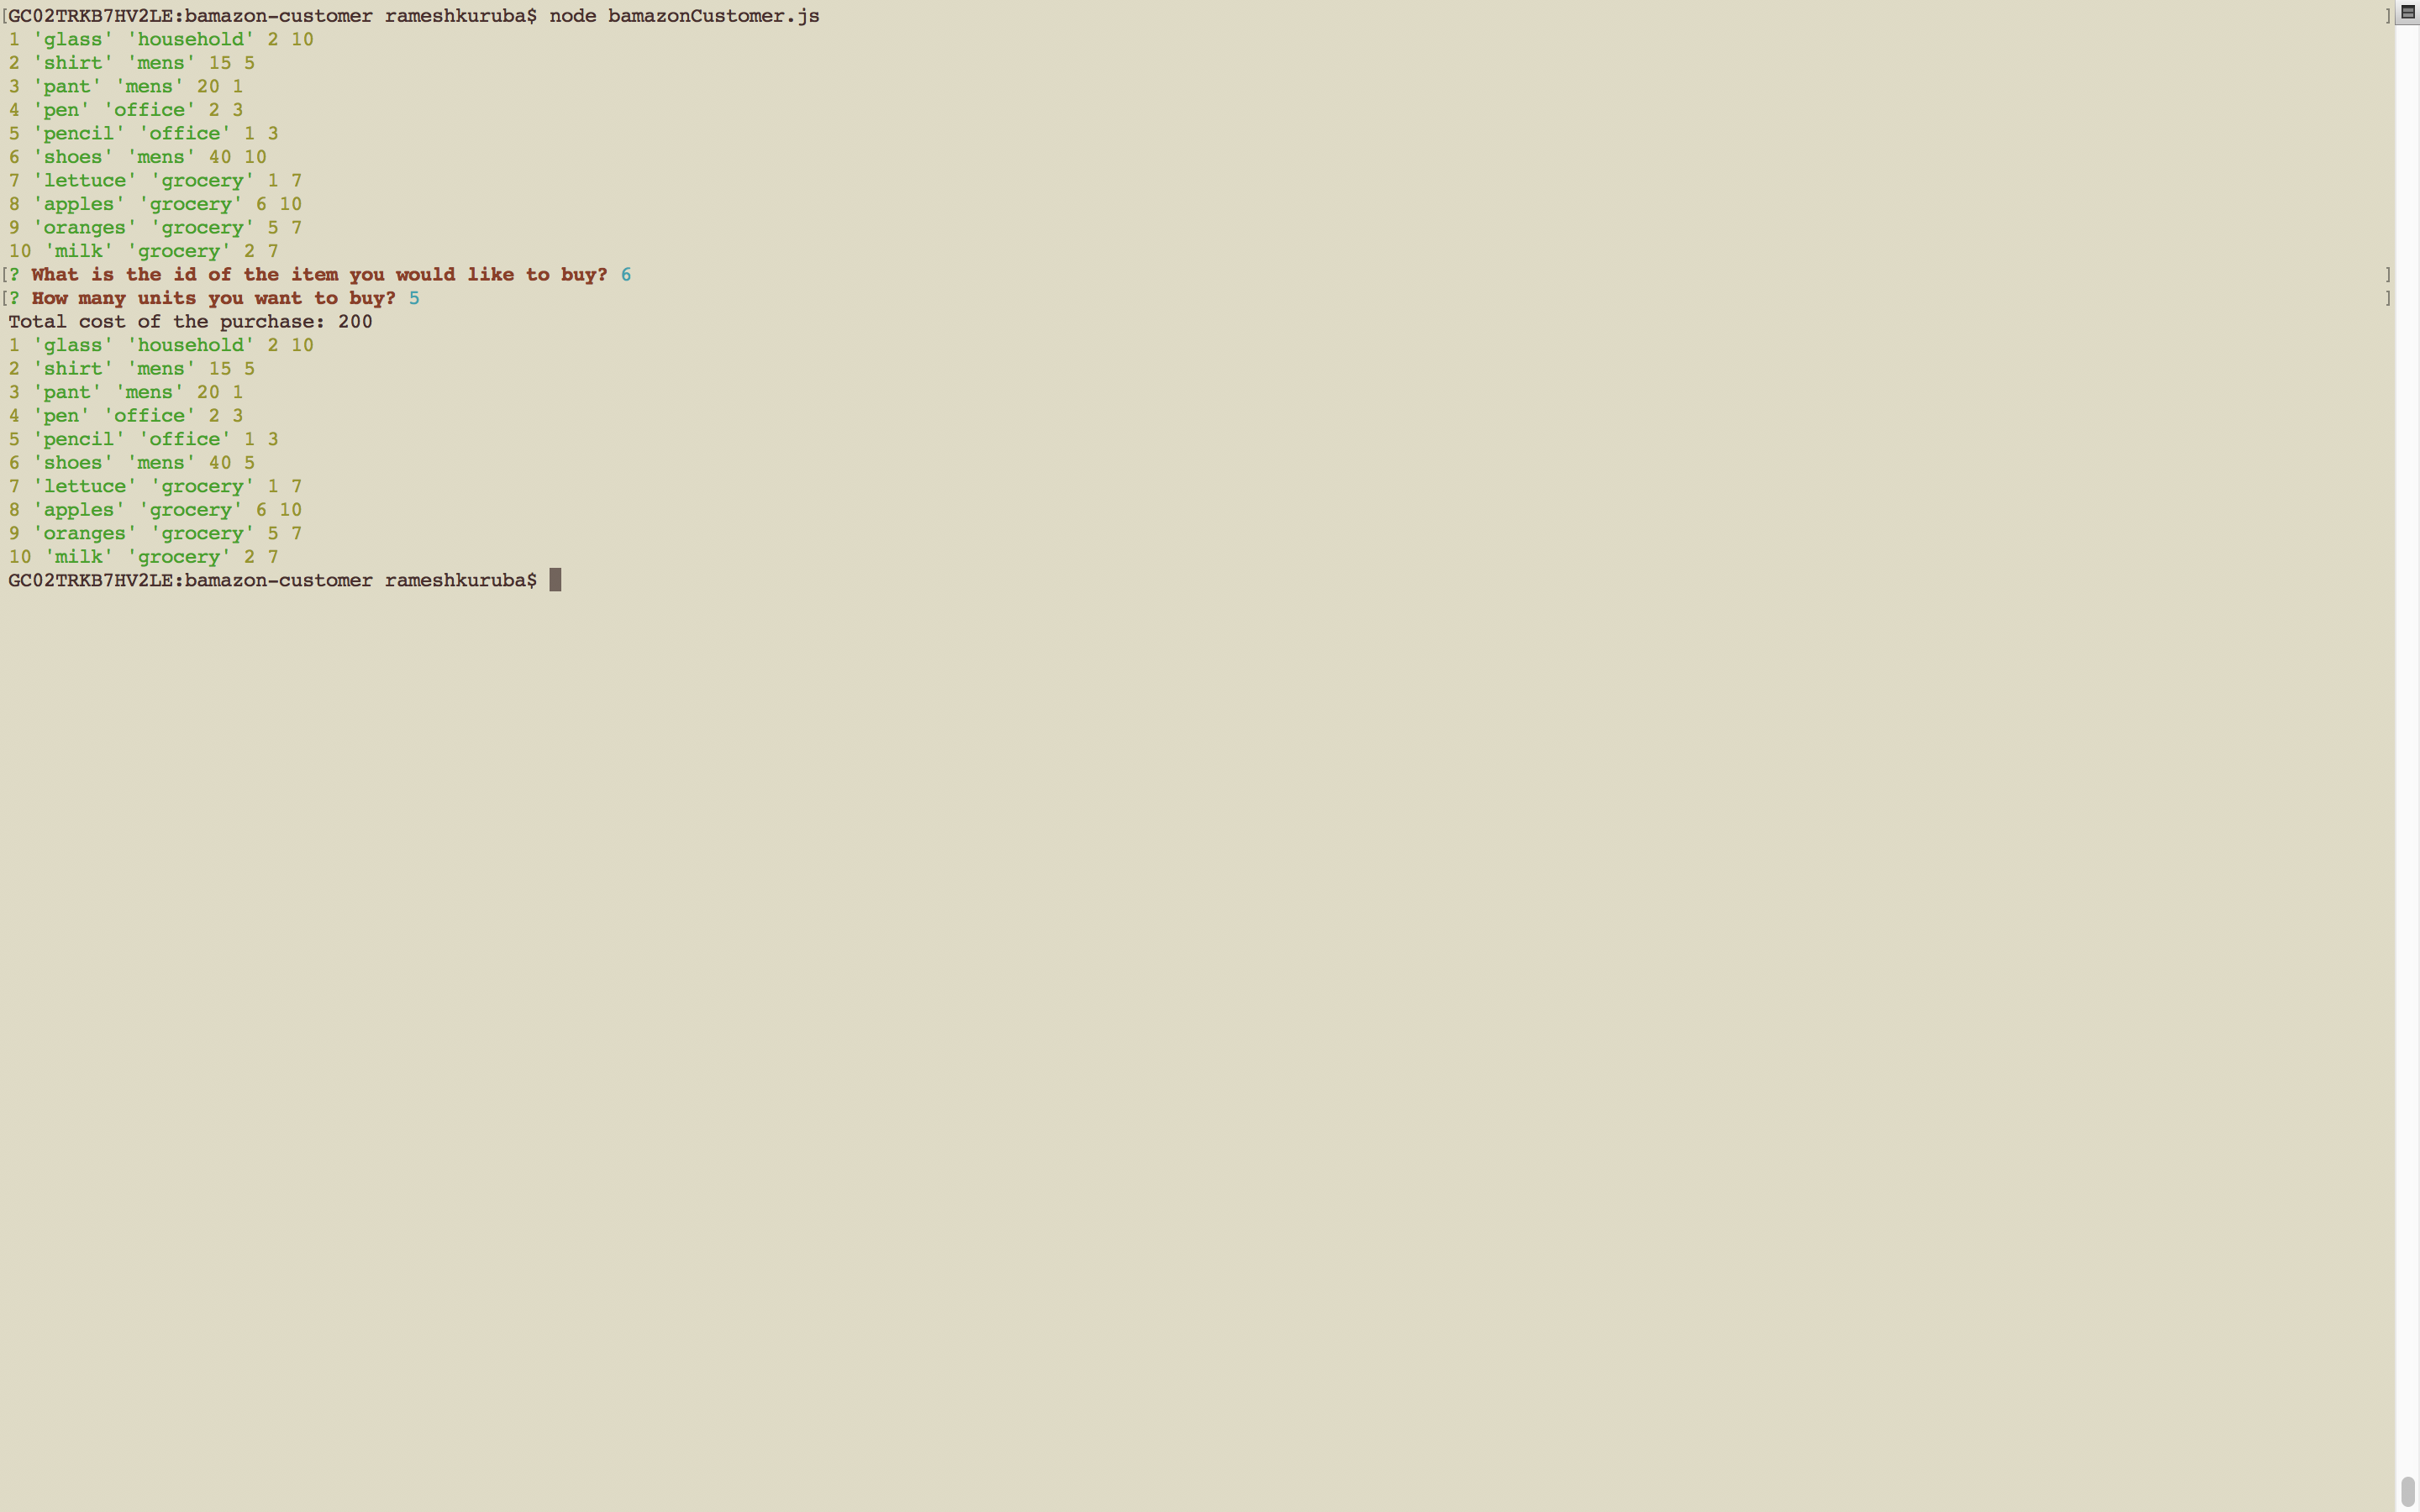 [GC02TRKB7HV2LE:bamazon-customer rameshkuruba$ node bamazonCustomer.js ]
1 'glass' 'household' 2 10
2 'shirt' 'mens' 15 5
3 'pant' 'mens' 20 1
4 'pen' 'office' 2 3
5 'pencil' 'office' 1 3
6 'shoes' 'mens' 40 10
7 'lettuce' 'grocery' 1 7
8 'apples' 'grocery' 6 10
9 'oranges' 'grocery' 5 7
10 'milk' 'grocery' 2 7
[? What is the id of the item you would like to buy? 6 ]
[? How many units you want to buy? 5 ]
Total cost of the purchase: 200
1 'glass' 'household' 2 10
2 'shirt' 'mens' 15 5
3 'pant' 'mens' 20 1
4 'pen' 'office' 2 3
5 'pencil' 'office' 1 3
6 'shoes' 'mens' 40 5
7 'lettuce' 'grocery' 1 7
8 'apples' 'grocery' 6 10
9 'oranges' 'grocery' 5 7
10 'milk' 'grocery' 2 7
GC02TRKB7HV2LE:bamazon-customer rameshkuruba$